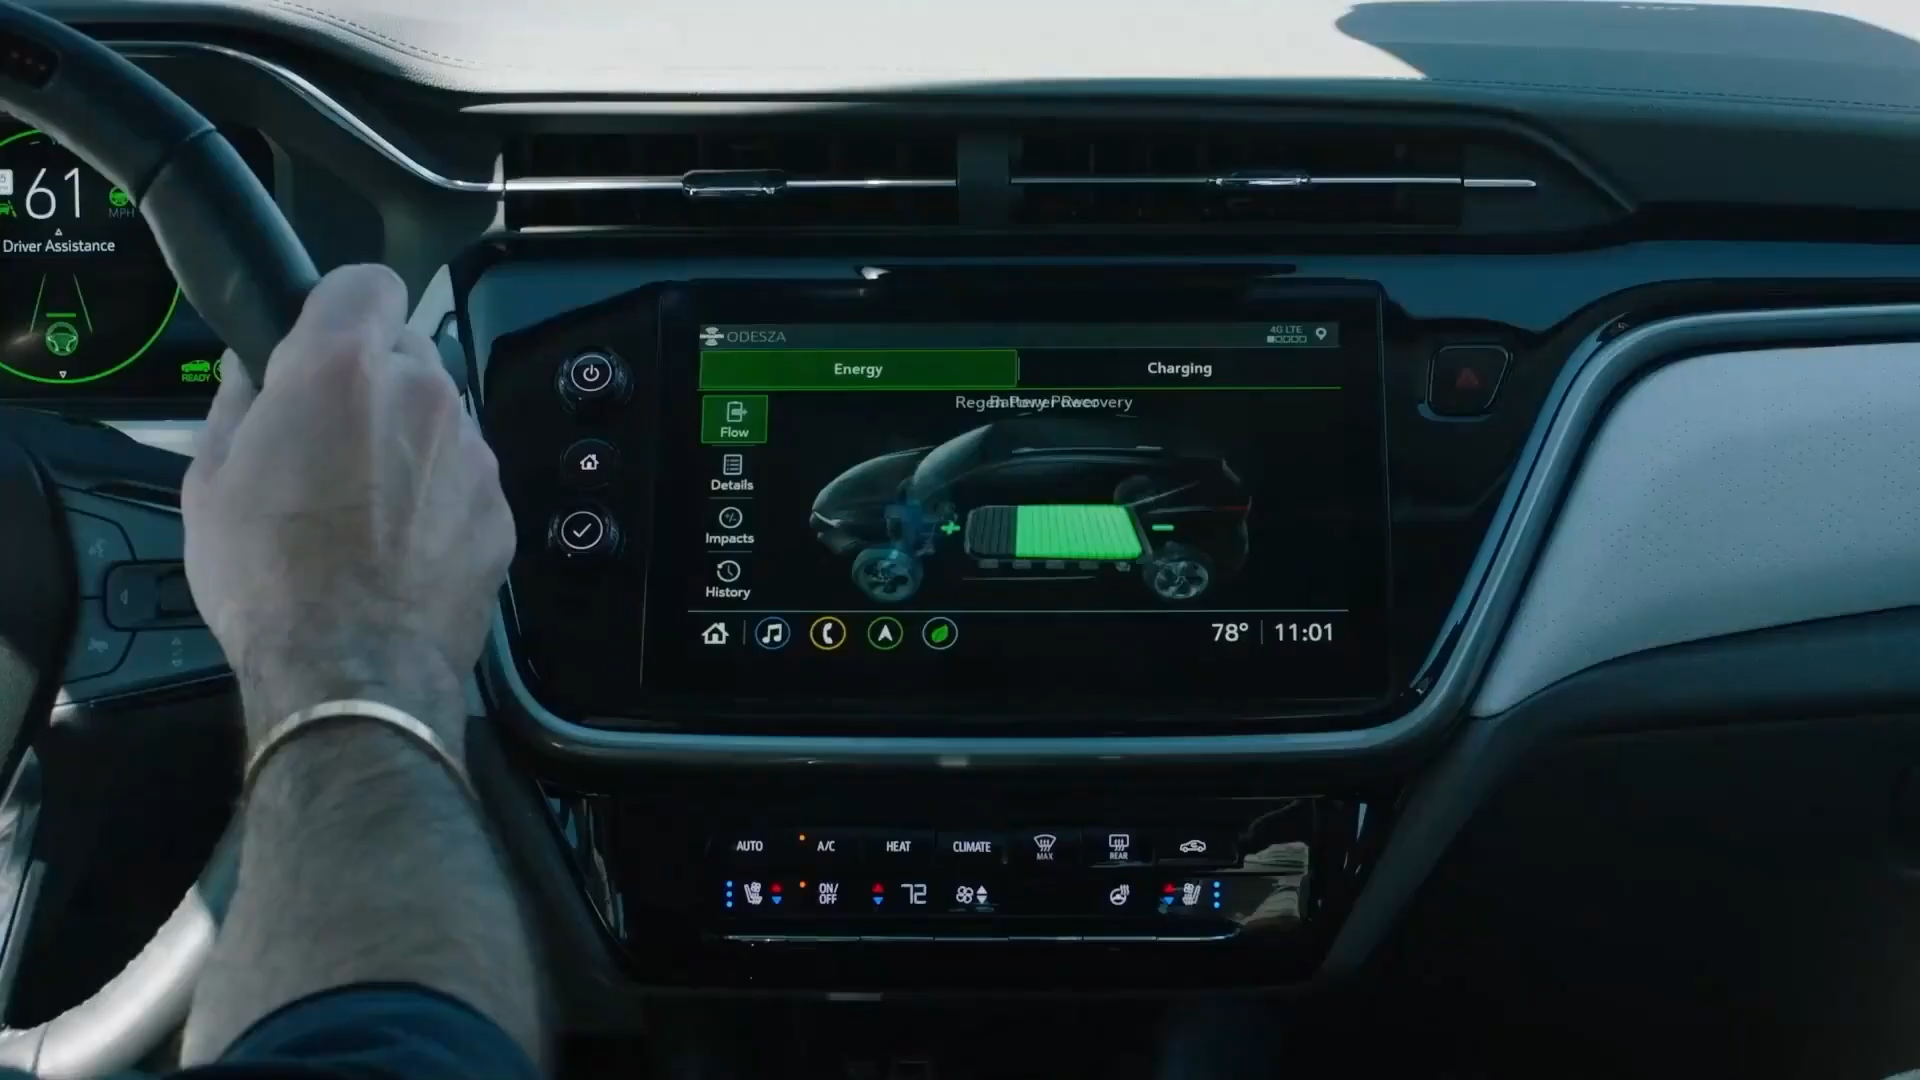 61
MPH
Driver Assistance
READY
ODESZA
4G LTE
Energy
Charging
Flow
Details
Impacts
History
78° 11:01
AUTO
A/C
HEAT
CLIMATE
MAX
REAR
ON/
OFF
72